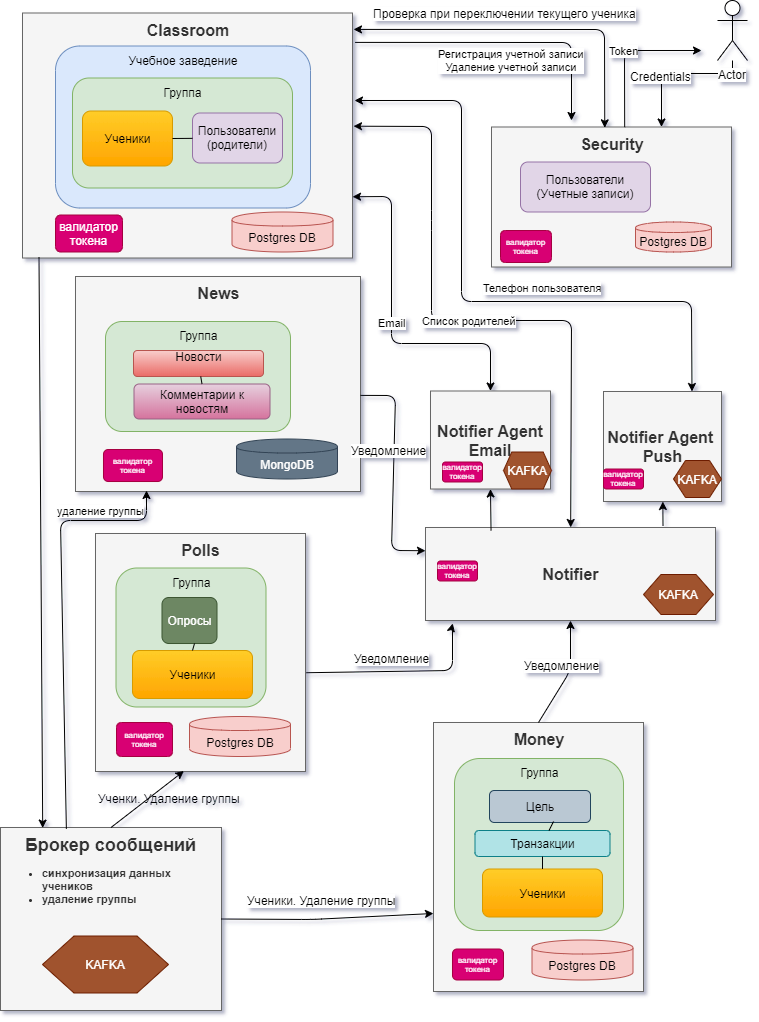 Classroom
Учебное заведение
Группа
Ученики
Пользователи
(родители)
валидатор
токена
Postgres DB
Проверка при переключении текущего ученика
Регистрация учетной записи
Удаление учетной записи
Token
Credentials
Actor
Security
Пользователи
(Учетные записи)
валидатор
токена
Postgres DB
Телефон пользователя
Список родителей
Email
News
Группа
Новости
Комментарии к
новостям
валидатор
токена
MongoDB
Уведомление
удаление группы
Notifier Agent
Email
валидатор
токена
KAFKA
Notifier Agent
Push
валидатор
токена
KAFKA
Notifier
валидатор
токена
KAFKA
Polls
Группа
Опросы
Ученики
валидатор
токена
Postgres DB
Уведомление
Уведомление
Ученки. Удаление группы
Money
Группа
Цель
Транзакции
Ученики
валидатор
токена
Postgres DB
Брокер сообщений
синхронизация данных
учеников
удаление группы
KAFKA
Ученики. Удаление группы